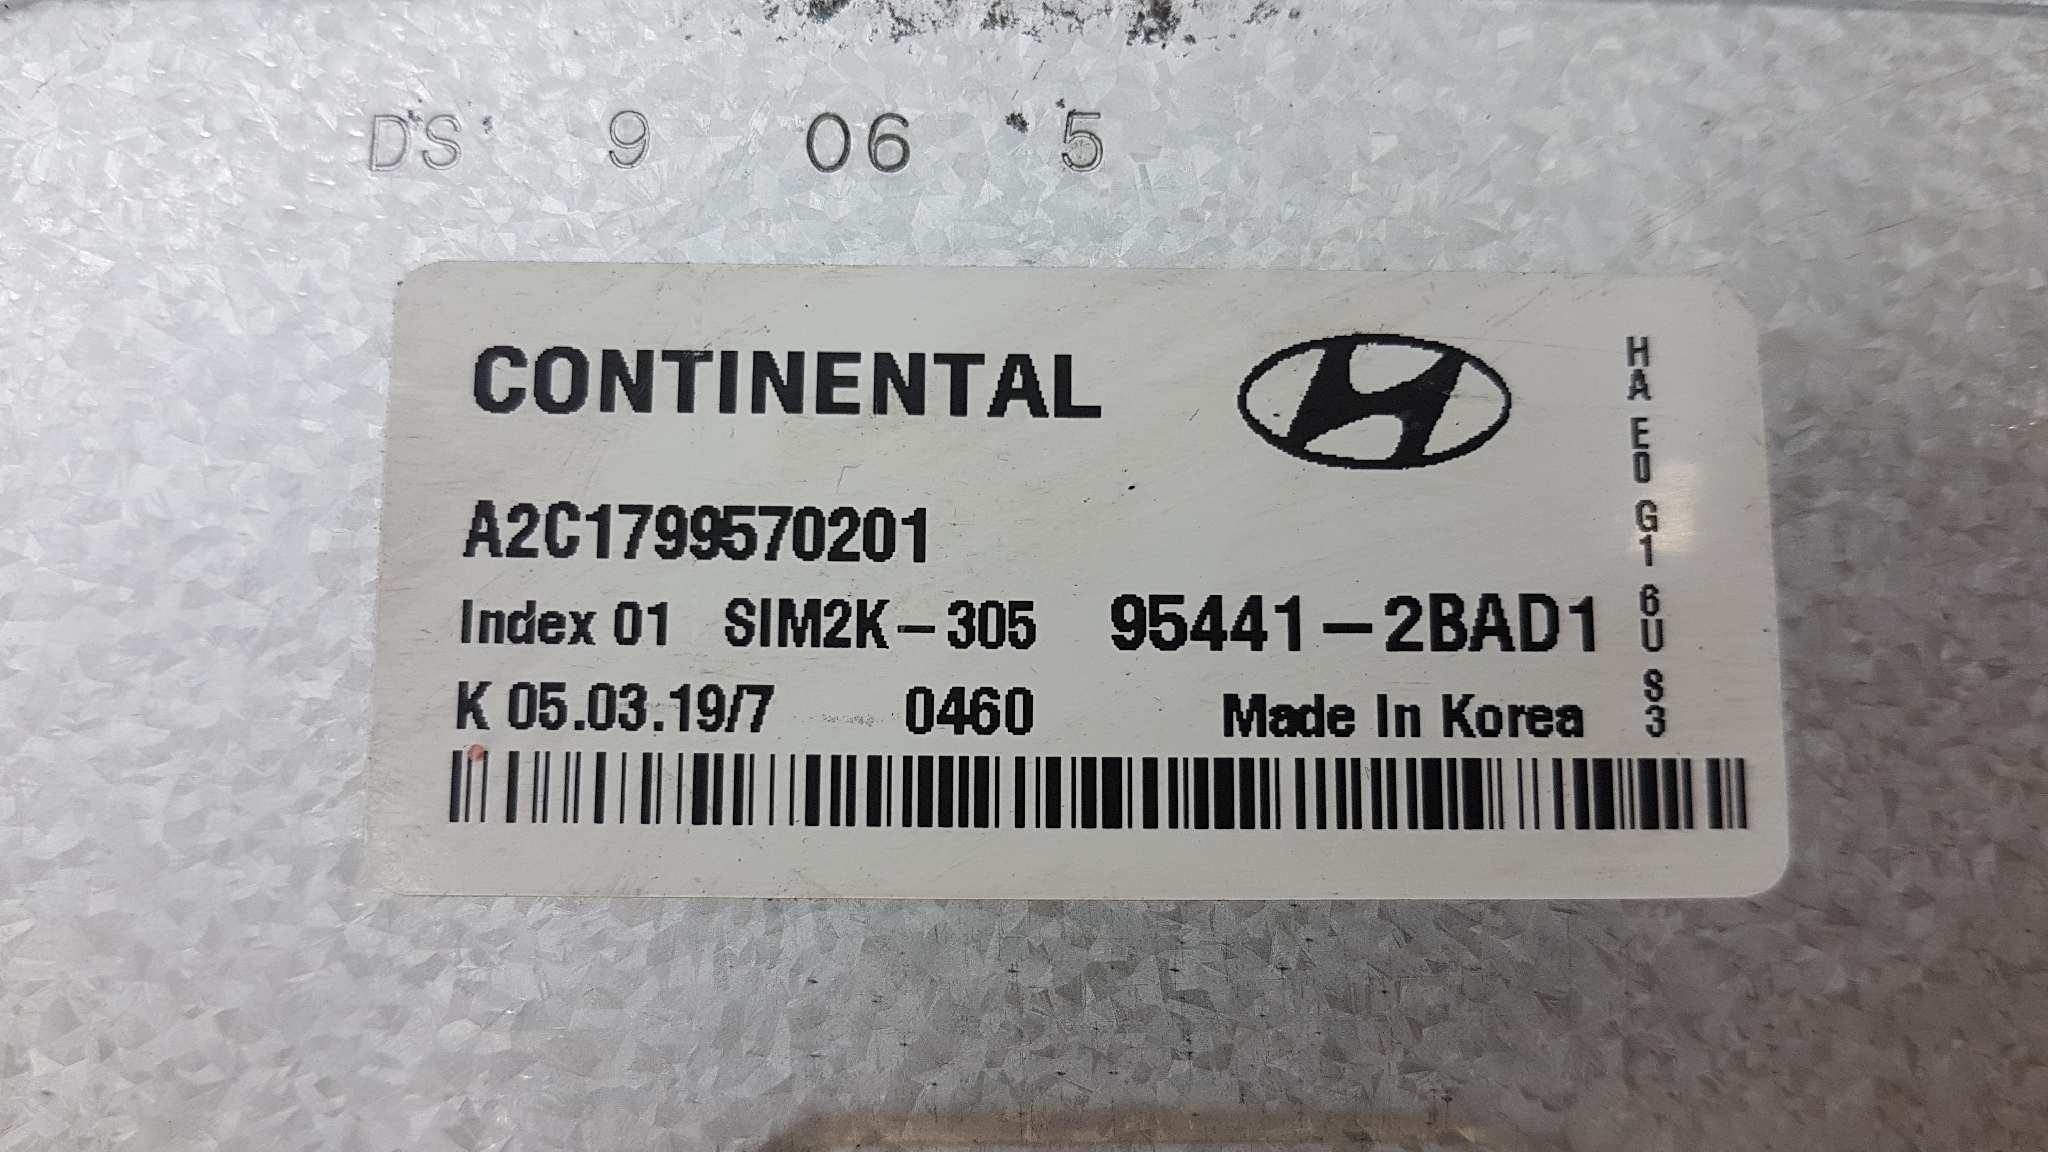 DS 9 06 5
CONTINENTAL
A2C1799570201
Index 01 SIM2K-305 95441-2BAD1
K 05.03.19/7 0460 Made In Korea
HA E0 G1 6U S3